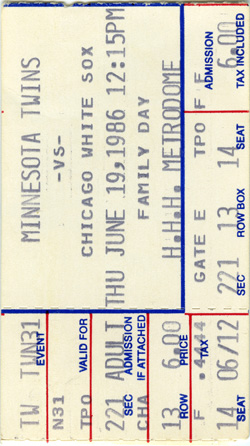 MINNESOTA TWINS
-VS-
CHICAGO WHITE SOX
THU JUNE 19,1986 12:15PM
FAMILY DAY
H.H.H. METRODOME
GATE E TPO F 6.00
ADMISSION TAX INCLUDED
221 13 14
SEC ROW BOX SEAT
TW TWN31
EVENT
N31
TPO VALID FOR
221 ADULT
SEC ADMISSION IF ATTACHED
CHA
13 6.00
ROW PRICE
F .444
TAX
14 06/12
SEAT